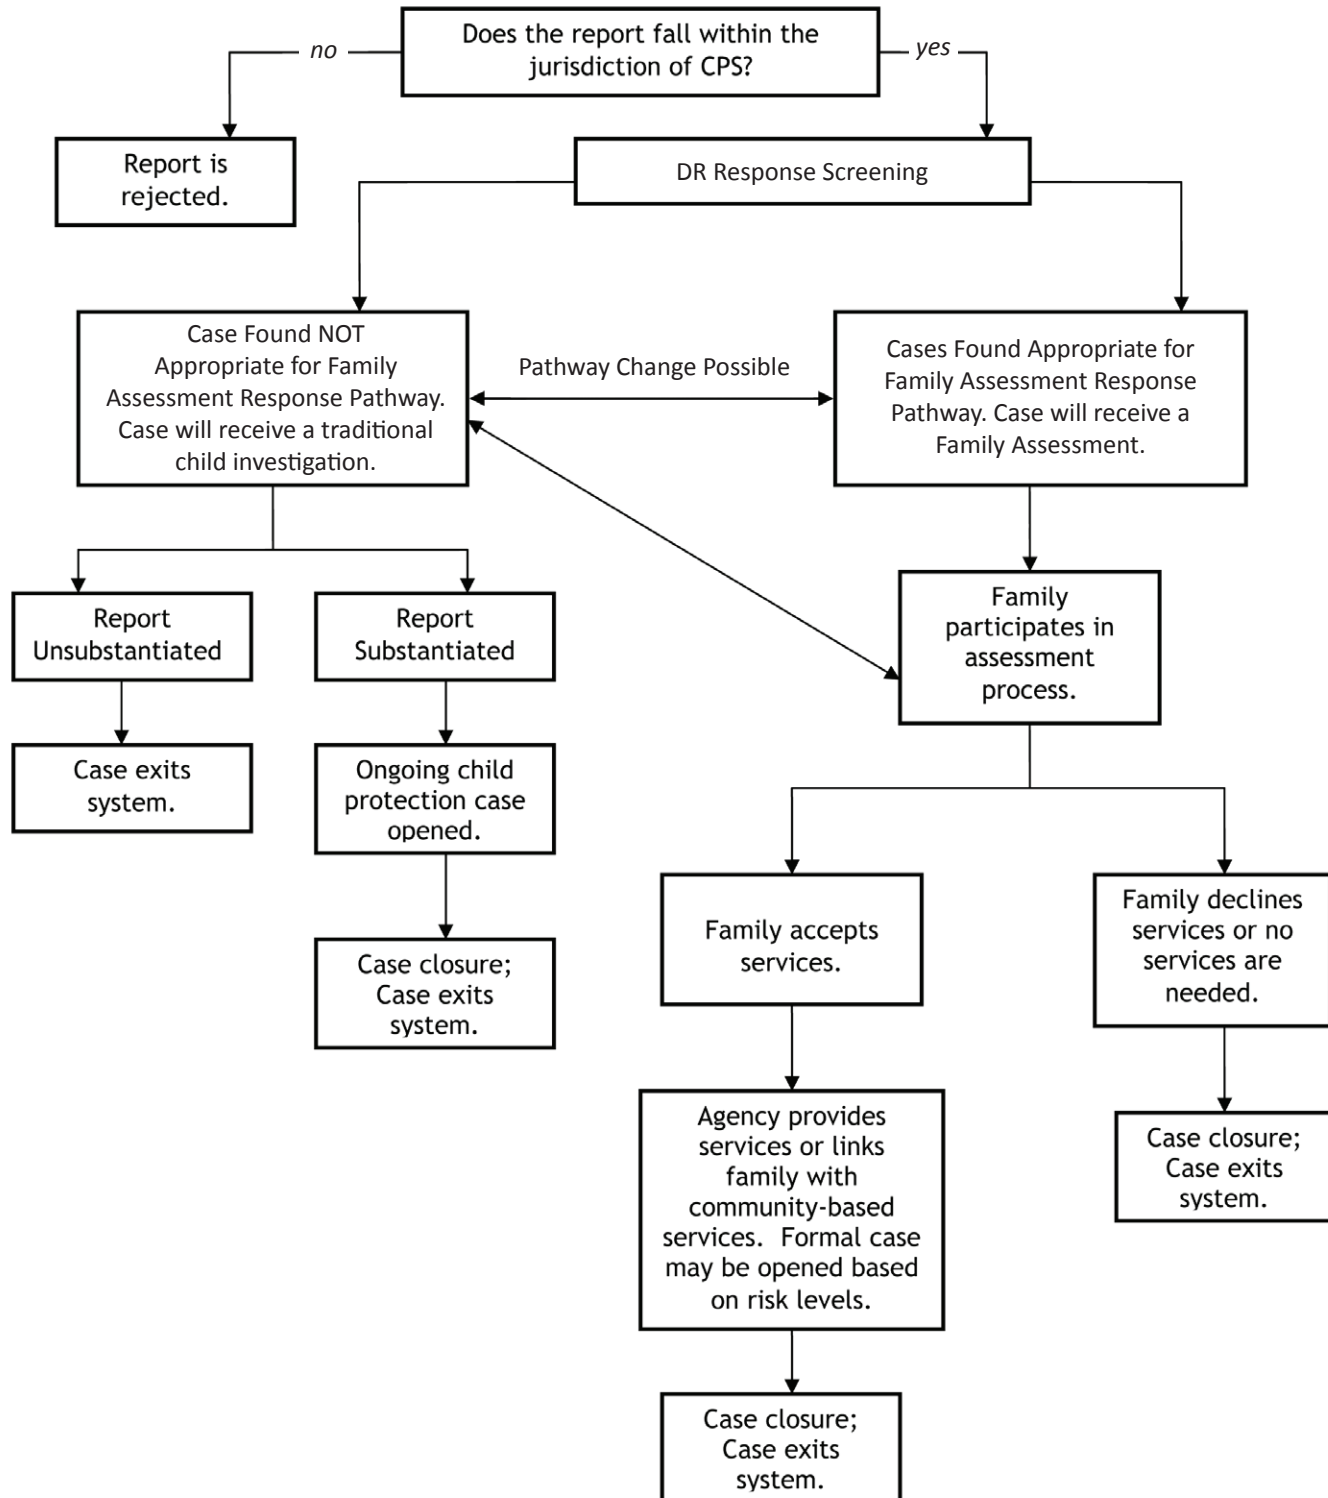 Does the report fall within the
jurisdiction of CPS?
no
yes
Report is
rejected.
DR Response Screening
Case Found NOT
Appropriate for Family
Assessment Response Pathway.
Case will receive a traditional
child investigation.
Pathway Change Possible
Cases Found Appropriate for
Family Assessment Response
Pathway. Case will receive a
Family Assessment.
Report
Unsubstantiated
Report
Substantiated
Family
participates in
assessment
process.
Case exits
system.
Ongoing child
protection case
opened.
Case closure;
Case exits
system.
Family accepts
services.
Family declines
services or no
services are
needed.
Agency provides
services or links
family with
community-based
services.  Formal case
may be opened based
on risk levels.
Case closure;
Case exits
system.
Case closure;
Case exits
system.